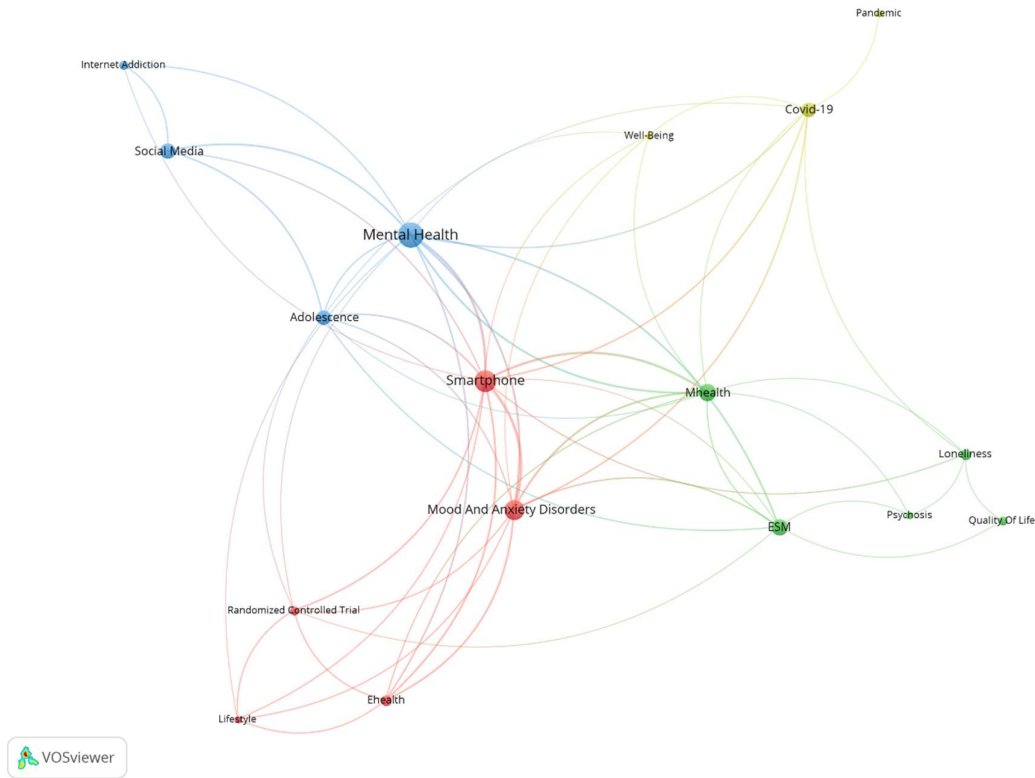 Pandemic
Internet Addiction
Covid-19
Well-Being
Social Media
Mental Health
Adolescence
Smartphone
Mhealth
Loneliness
Mood And Anxiety Disorders
Psychosis
Quality Of Life
ESM
Randomized Controlled Trial
Ehealth
Lifestyle
VOSviewer